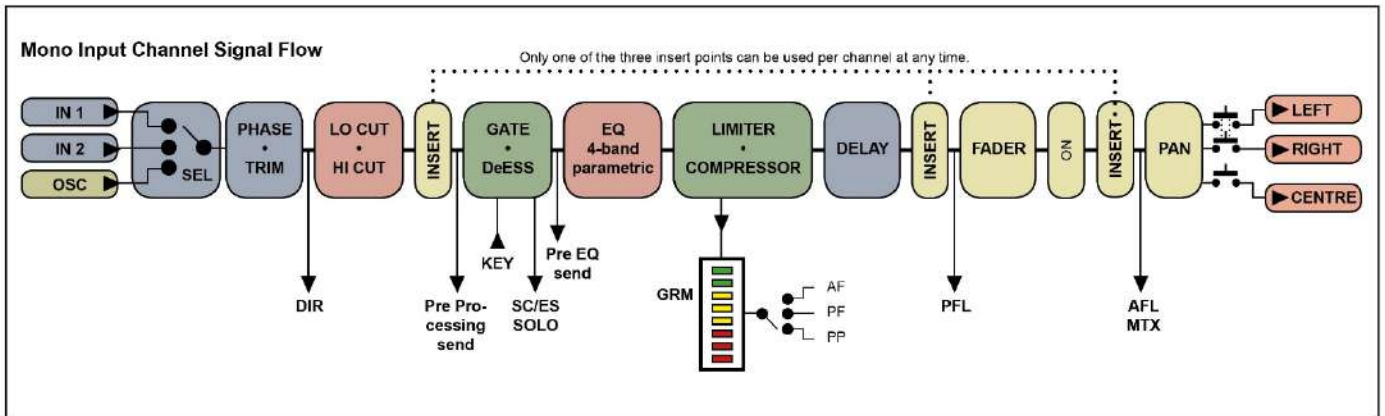 Mono Input Channel Signal Flow
Only one of the three insert points can be used per channel at any time.
IN 1
IN 2
OSC
SEL
PHASE
•
TRIM
LO CUT
•
HI CUT
INSERT
GATE
•
DeESS
EQ
4-band
parametric
LIMITER
•
COMPRESSOR
DELAY
INSERT
FADER
ON
INSERT
PAN
LEFT
RIGHT
CENTRE
DIR
Pre Pro-
cessing
send
KEY
SC/ES
SOLO
Pre EQ
send
GRM
AF
PF
PP
PFL
AFL
MTX